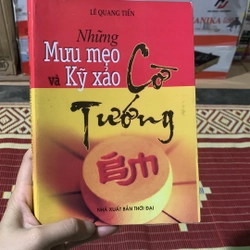 LÊ QUANG TIẾN
Những
Mưu mẹo
và Kỹ xảo
Cờ
Tướng
NHÀ XUẤT BẢN THỜI ĐẠI